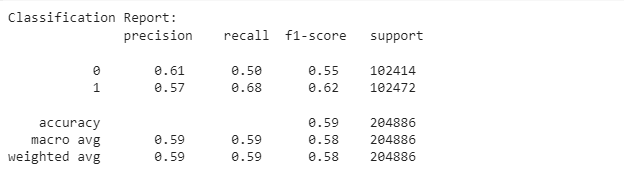 Classification Report:
precision recall f1-score support
0 0.61 0.50 0.55 102414
1 0.57 0.68 0.62 102472
accuracy 0.59 204886
macro avg 0.59 0.59 0.58 204886
weighted avg 0.59 0.59 0.58 204886